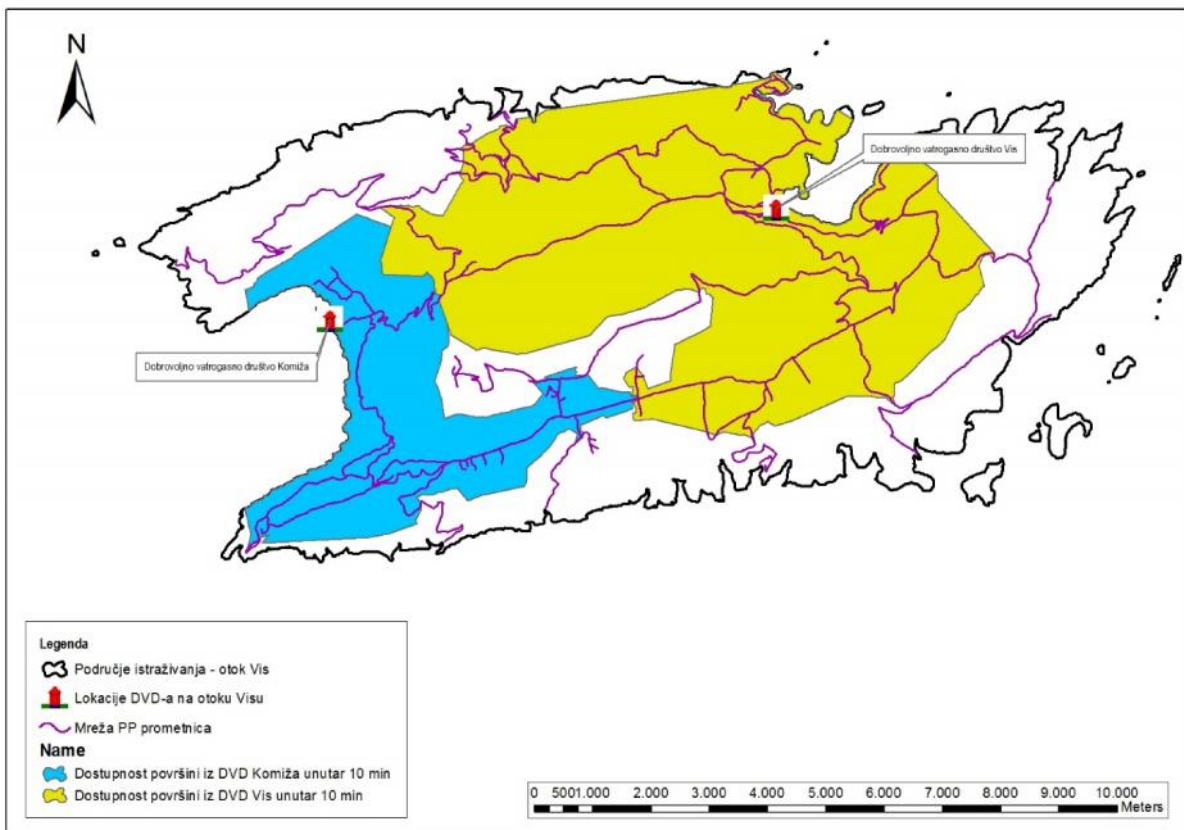 N
Dobrovoljno vatrogasno društvo Vis
Dobrovoljno vatrogasno društvo Komiža
Legenda
Područje istraživanja - otok Vis
Lokacije DVD-a na otoku Visu
Mreža PP prometnica
Name
Dostupnost površini iz DVD Komiža unutar 10 min
Dostupnost površini iz DVD Vis unutar 10 min
0 5001.000 2.000 3.000 4.000 5.000 6.000 7.000 8.000 9.000 10.000
Meters